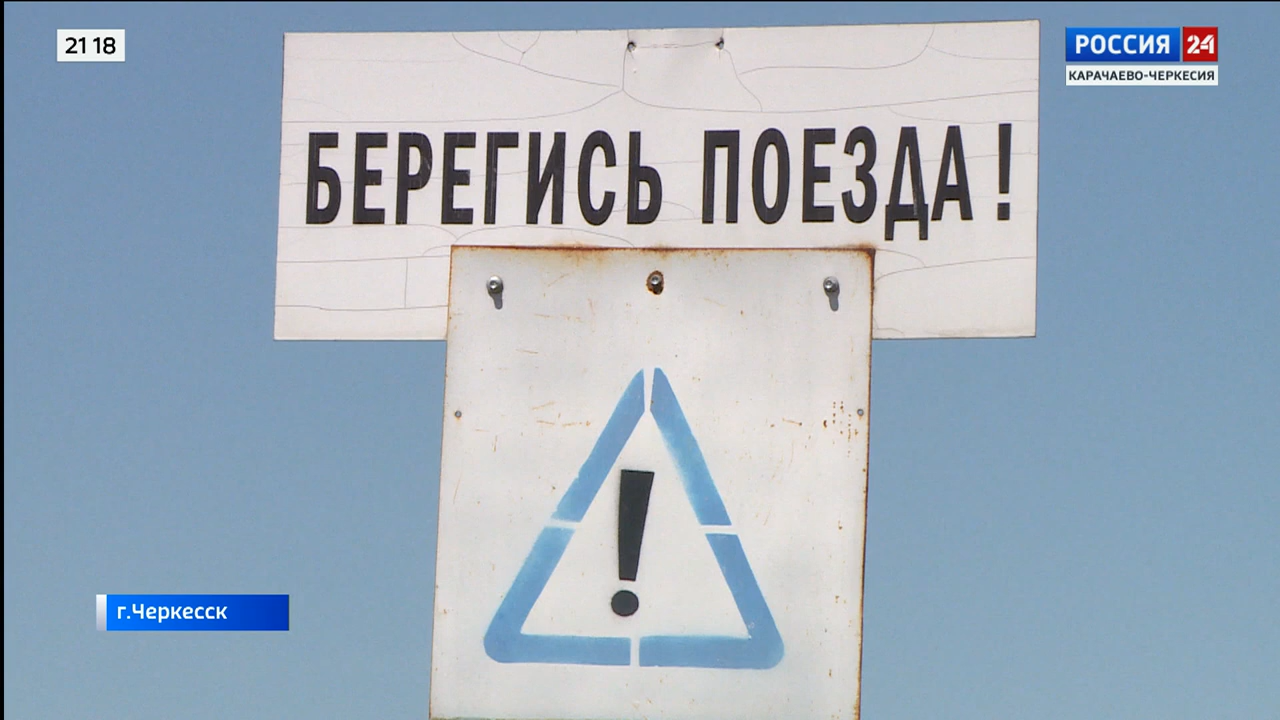 21 18
РОССИЯ 24
КАРАЧАЕВО-ЧЕРКЕСИЯ
БЕРЕГИСЬ ПОЕЗДА!
!
г.Черкесск